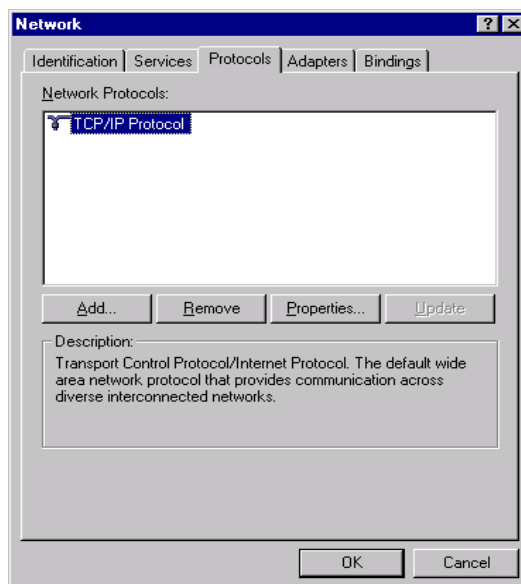 Network
Identification Services Protocols Adapters Bindings
Network Protocols:
TCP/IP Protocol
Add... Remove Properties... Update
Description:
Transport Control Protocol/Internet Protocol. The default wide
area network protocol that provides communication across
diverse interconnected networks.
OK Cancel